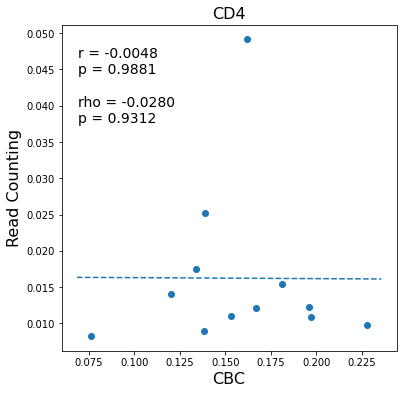 CD4
r = -0.0048
p = 0.9881
rho = -0.0280
p = 0.9312
Read Counting
0.050
0.045
0.040
0.035
0.030
0.025
0.020
0.015
0.010
0.075 0.100 0.125 0.150 0.175 0.200 0.225
CBC